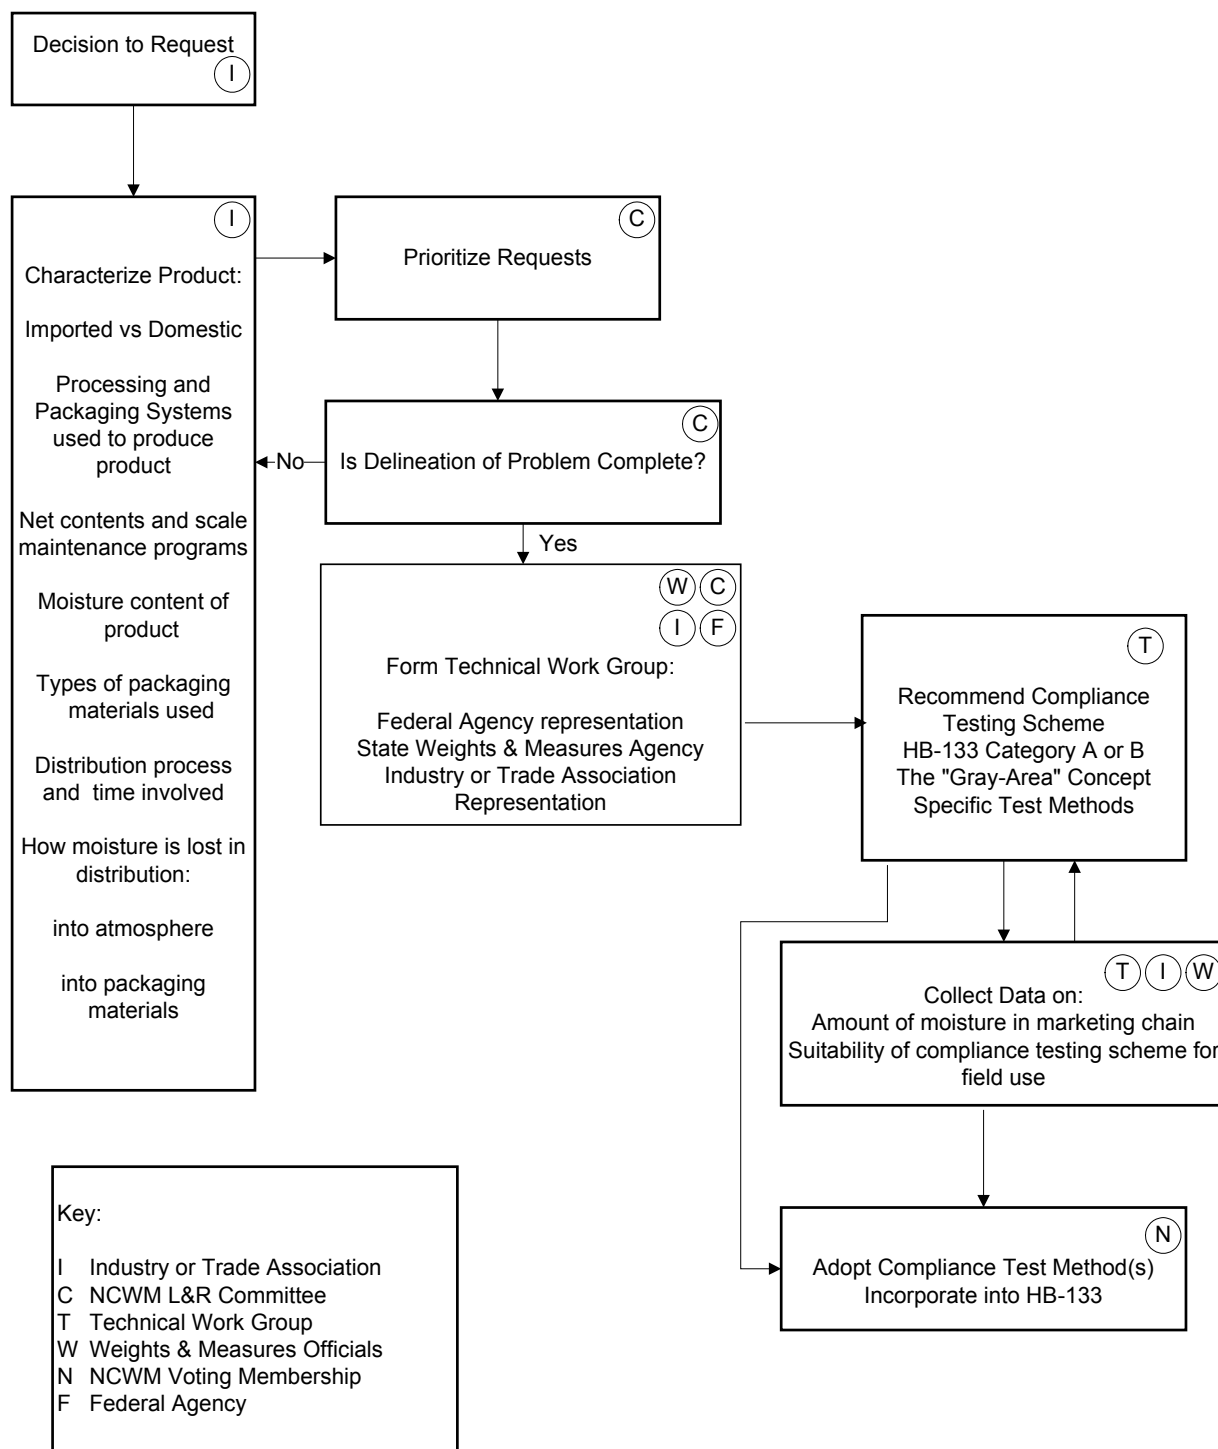 Decision to Request
I
I
Characterize Product:
Imported vs Domestic
Processing and
Packaging Systems
used to produce
product
Net contents and scale
maintenance programs
Moisture content of
product
Types of packaging
materials used
Distribution process
and time involved
How moisture is lost in
distribution:
into atmosphere
into packaging
materials
C
Prioritize Requests
C
Is Delineation of Problem Complete?
No
Yes
W C
I F
Form Technical Work Group:
Federal Agency representation
State Weights & Measures Agency
Industry or Trade Association
Representation
T
Recommend Compliance
Testing Scheme
HB-133 Category A or B
The "Gray-Area" Concept
Specific Test Methods
T I W
Collect Data on:
Amount of moisture in marketing chain
Suitability of compliance testing scheme for
field use
N
Adopt Compliance Test Method(s)
Incorporate into HB-133
Key:
I Industry or Trade Association
C NCWM L&R Committee
T Technical Work Group
W Weights & Measures Officials
N NCWM Voting Membership
F Federal Agency